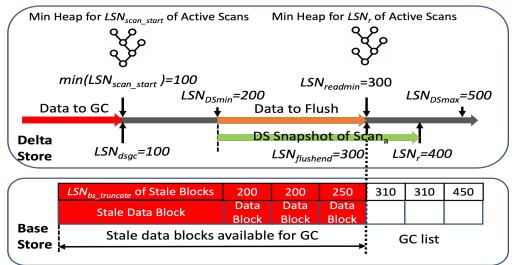 Min Heap for LSNscan_start of Active Scans
Min Heap for LSNr of Active Scans
min(LSNscan_start )=100
LSNreadmin=300
LSNDSmin=200
LSNDSmax=500
Data to GC
Data to Flush
Delta
Store
DS Snapshot of Scana
LSNdsgc=100
LSNflushend=300
LSNr=400
LSNbs_truncate of Stale Blocks 200 200 250 310 310 450
Stale Data Block
Data Block
Data Block
Data Block
Base
Store
Stale data blocks available for GC
GC list